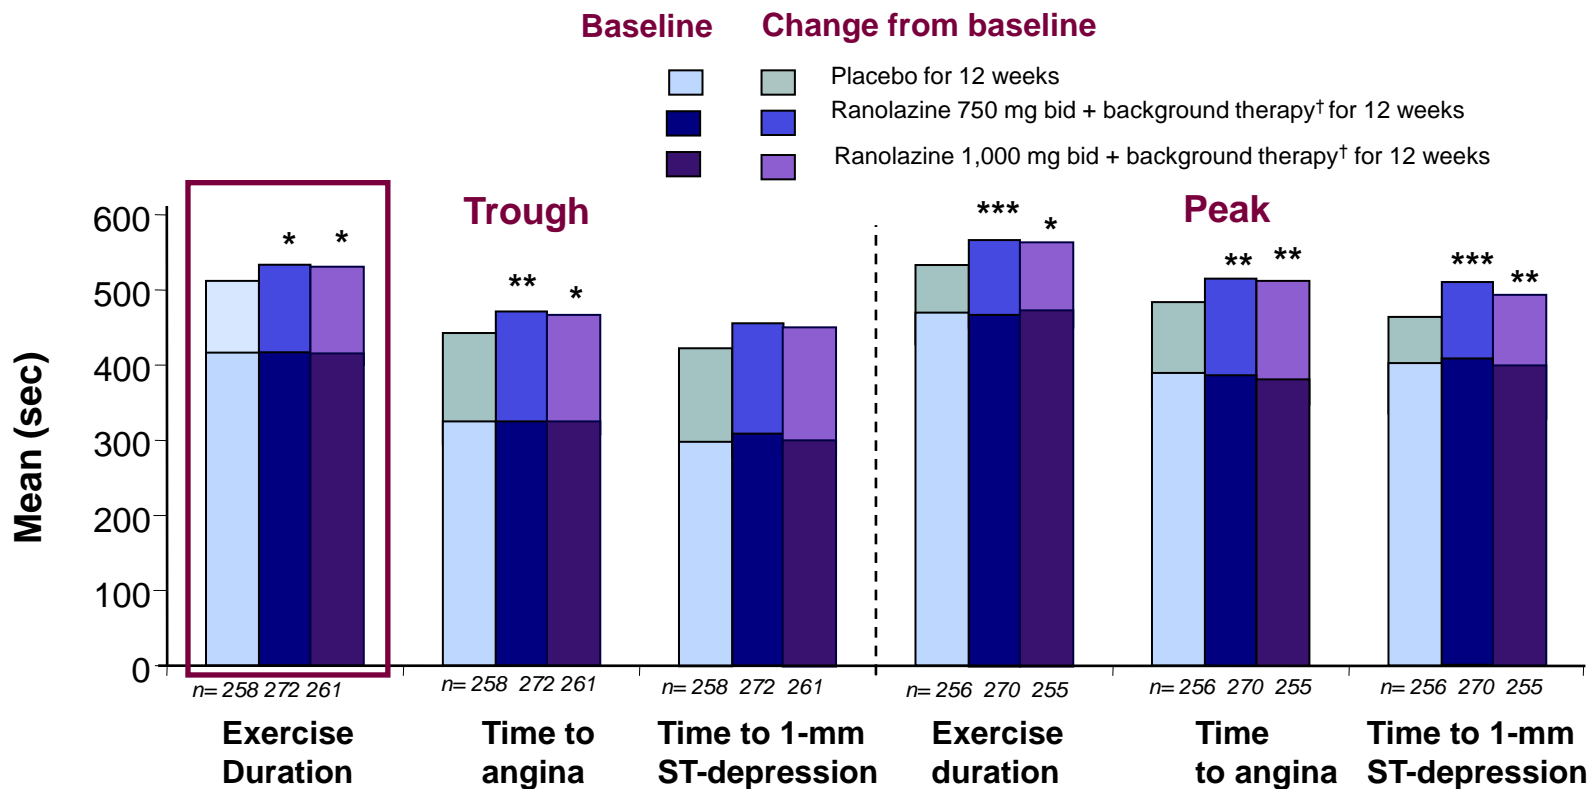 Baseline Change from baseline
Placebo for 12 weeks
Ranolazine 750 mg bid + background therapy† for 12 weeks
Ranolazine 1,000 mg bid + background therapy† for 12 weeks
Trough
Peak
Mean (sec)
600
500
400
300
200
100
0
* *
** *
*** *
** **
*** **
n= 258 272 261
n= 258 272 261
n= 258 272 261
n= 256 270 255
n= 256 270 255
n= 256 270 255
Exercise
Duration
Time to
angina
Time to 1-mm
ST-depression
Exercise
duration
Time
to angina
Time to 1-mm
ST-depression